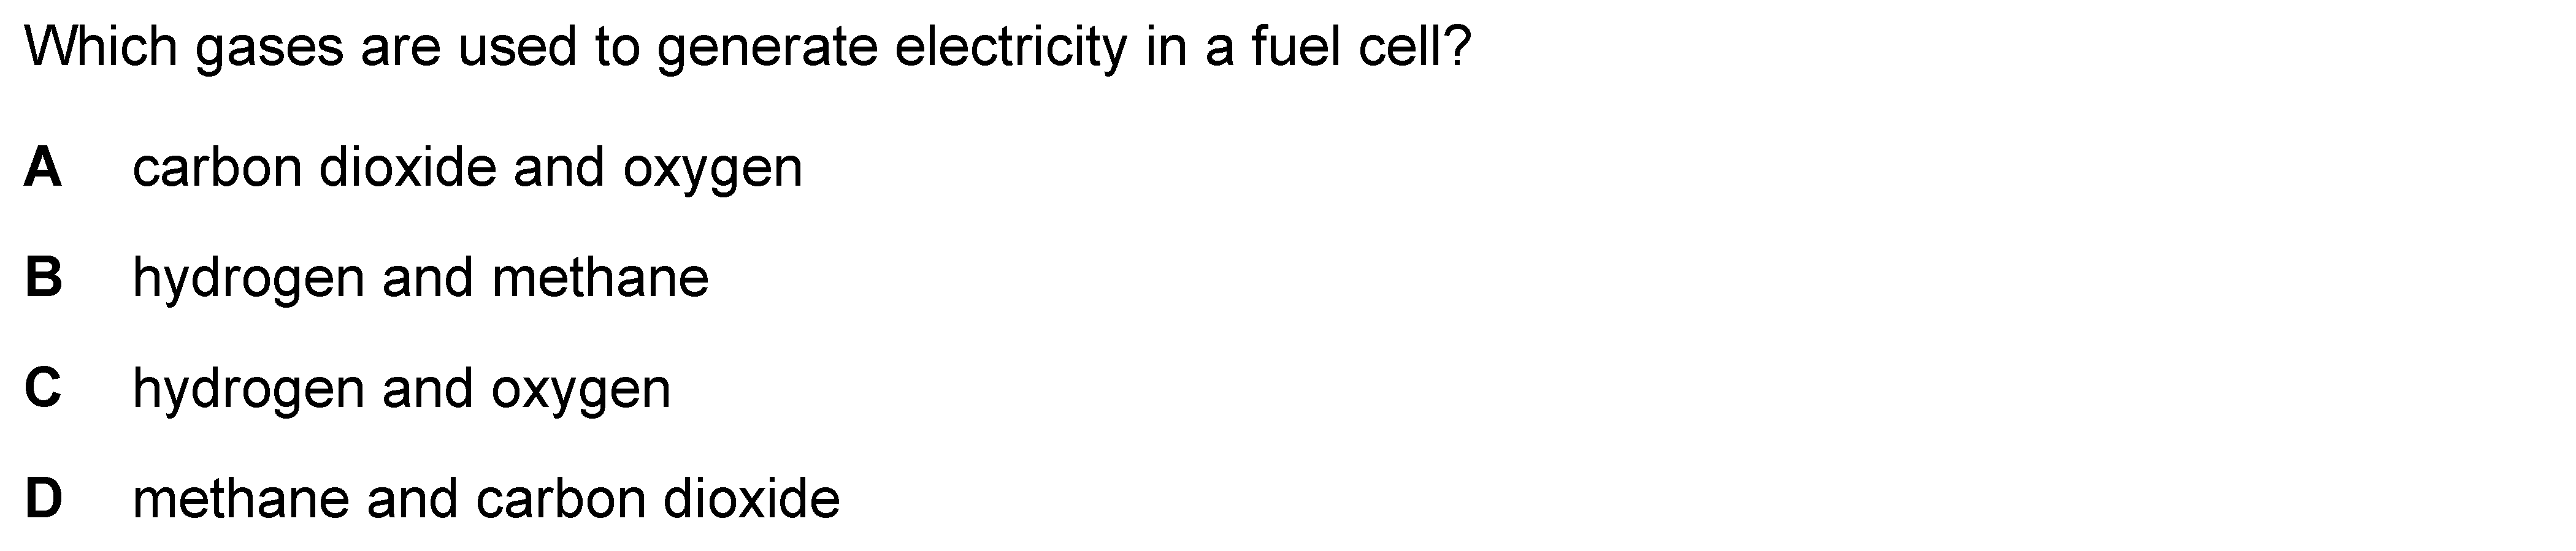 Which gases are used to generate electricity in a fuel cell?
A carbon dioxide and oxygen
B hydrogen and methane
C hydrogen and oxygen
D methane and carbon dioxide